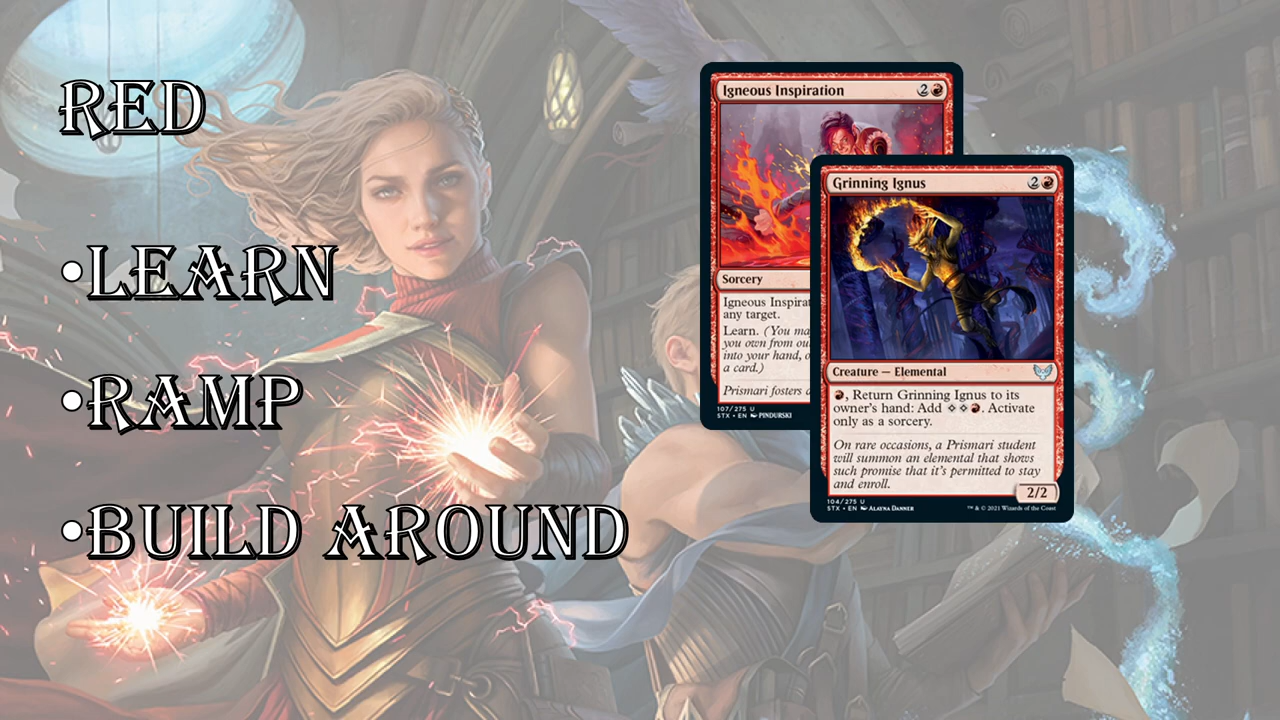 RED
•LEARN
•RAMP
•BUILD AROUND
Igneous Inspiration 2
Sorcery
Igneous Inspirat
any target.
Learn. (You ma
you own from ou
into your hand, o
a card.)
Prismari fosters a
107/275 U
STX • EN PINDURSKI
Grinning Ignus 2
Creature — Elemental
, Return Grinning Ignus to its
owner's hand: Add . Activate
only as a sorcery.
On rare occasions, a Prismari student
will summon an elemental that shows
such promise that it's permitted to stay
and enroll.
2/2
104/275 U
STX • EN ALAYNA DANNER
™ & © 2021 Wizards of the Coast